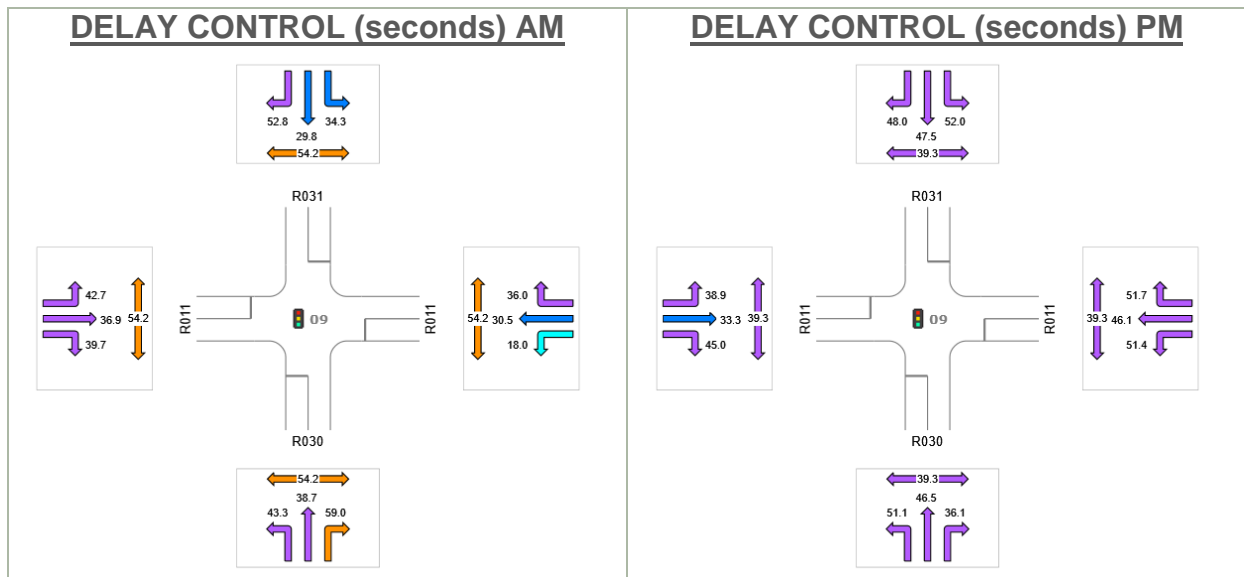 DELAY CONTROL (seconds) AM
52.8 34.3
29.8
54.2
R031
42.7
36.9 54.2
39.7
R011
09
R011
36.0
54.2 30.5
18.0
R030
54.2
38.7
43.3 59.0
DELAY CONTROL (seconds) PM
48.0 52.0
47.5
39.3
R031
38.9
33.3 39.3
45.0
R011
09
R011
51.7
39.3 46.1
51.4
R030
39.3
46.5
51.1 36.1